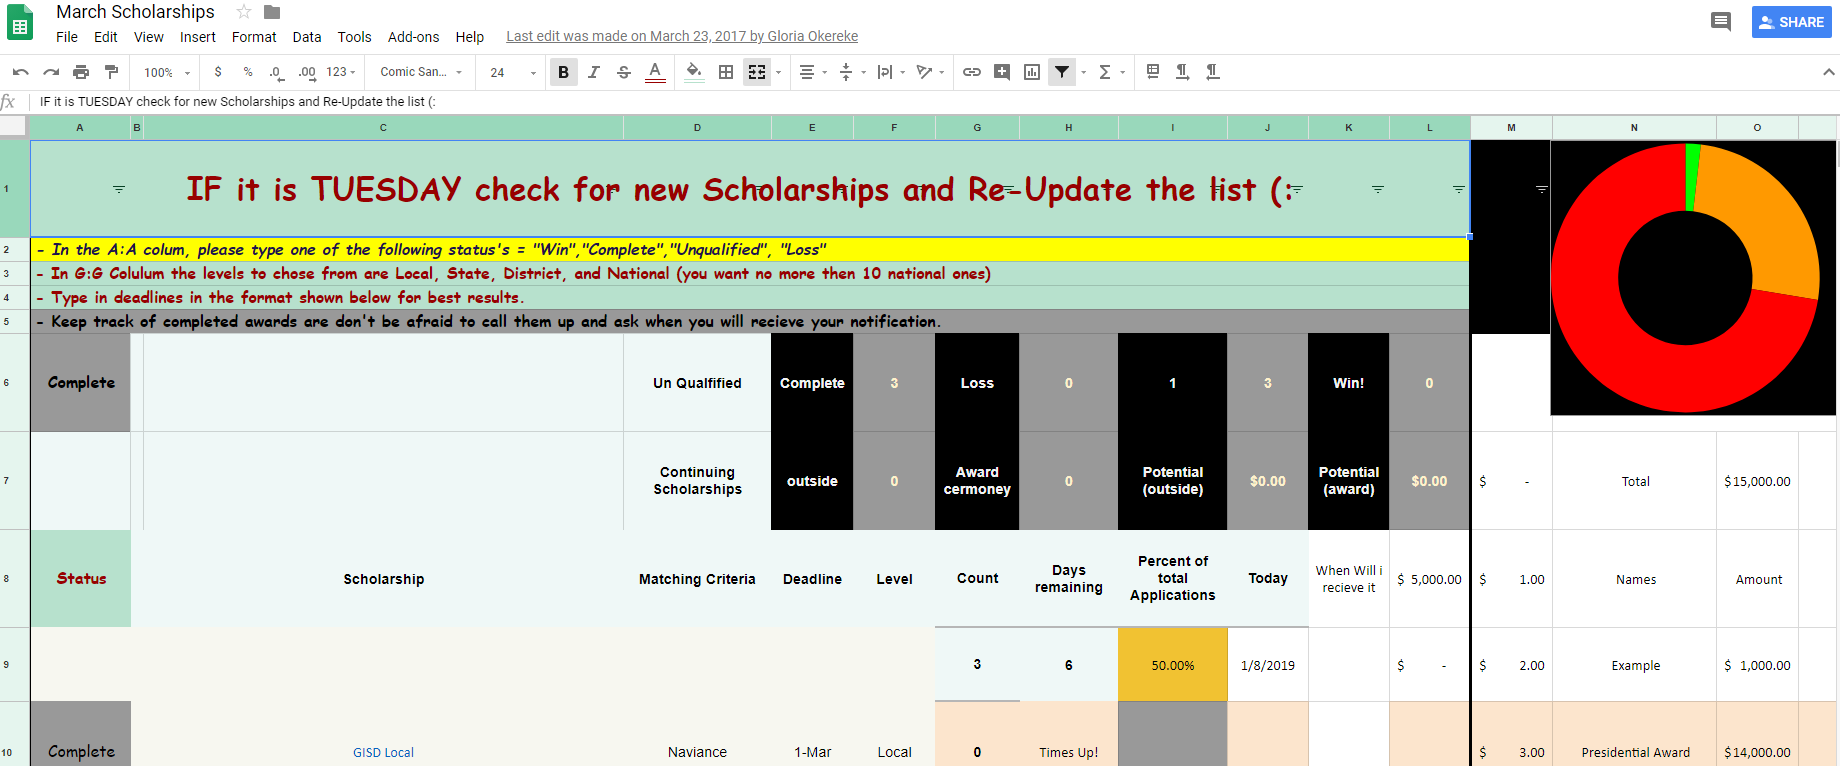 March Scholarships
File Edit View Insert Format Data Tools Add-ons Help Last edit was made on March 23, 2017 by Gloria Okereke
SHARE
100% $ % .0 .00 123 Comic San... 24 B I S A Σ
fx IF it is TUESDAY check for new Scholarships and Re-Update the list (:
A B C D E F G H I J K L M N O
1 IF it is TUESDAY check for new Scholarships and Re-Update the list (:
2 - In the A:A colum, please type one of the following status's = "Win","Complete","Unqualified", "Loss"
3 - In G:G Colulum the levels to chose from are Local, State, District, and National (you want no more then 10 national ones)
4 - Type in deadlines in the format shown below for best results.
5 - Keep track of completed awards are don't be afraid to call them up and ask when you will recieve your notification.
6 Complete Un Qualfified Complete 3 Loss 0 1 3 Win! 0
7 Continuing Scholarships outside 0 Award cermoney 0 Potential (outside) $0.00 Potential (award) $0.00 $ - Total $15,000.00
8 Status Scholarship Matching Criteria Deadline Level Count Days remaining Percent of total Applications Today When Will i recieve it $ 5,000.00 $ 1.00 Names Amount
9 3 6 50.00% 1/8/2019 $ - $ 2.00 Example $ 1,000.00
10 Complete GISD Local Naviance 1-Mar Local 0 Times Up! $ 3.00 Presidential Award $14,000.00